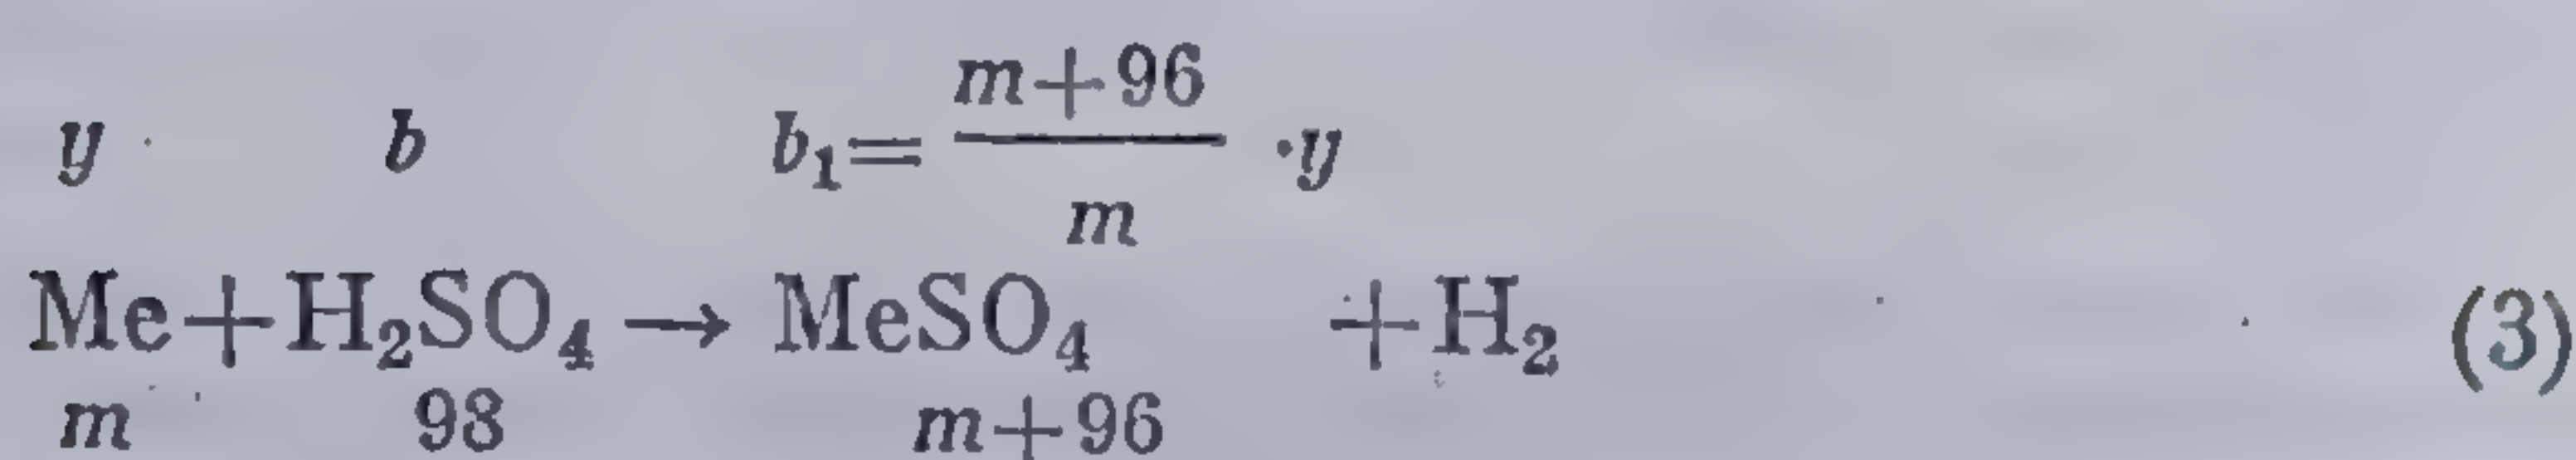 m+96
y b b₁= ――― ·y
m
Me+H₂SO₄→MeSO₄ +H₂ (3)
m 98 m+96